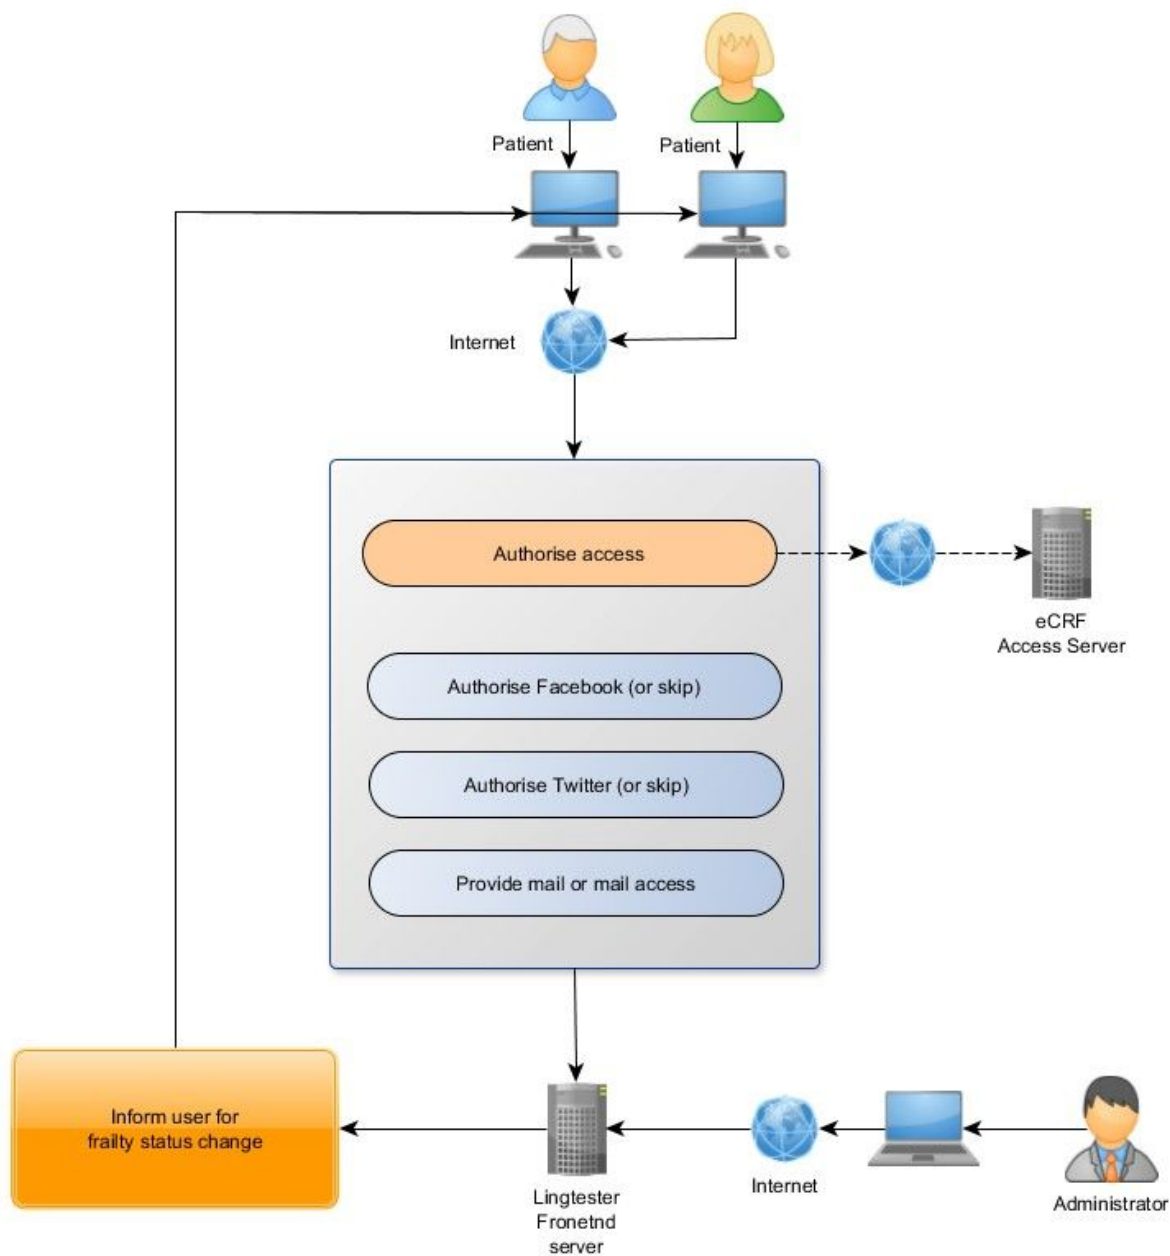 Patient
Patient
Internet
Authorise access
eCRF
Access Server
Authorise Facebook (or skip)
Authorise Twitter (or skip)
Provide mail or mail access
Inform user for
frailty status change
Lingtester
Fronetnd
server
Internet
Administrator